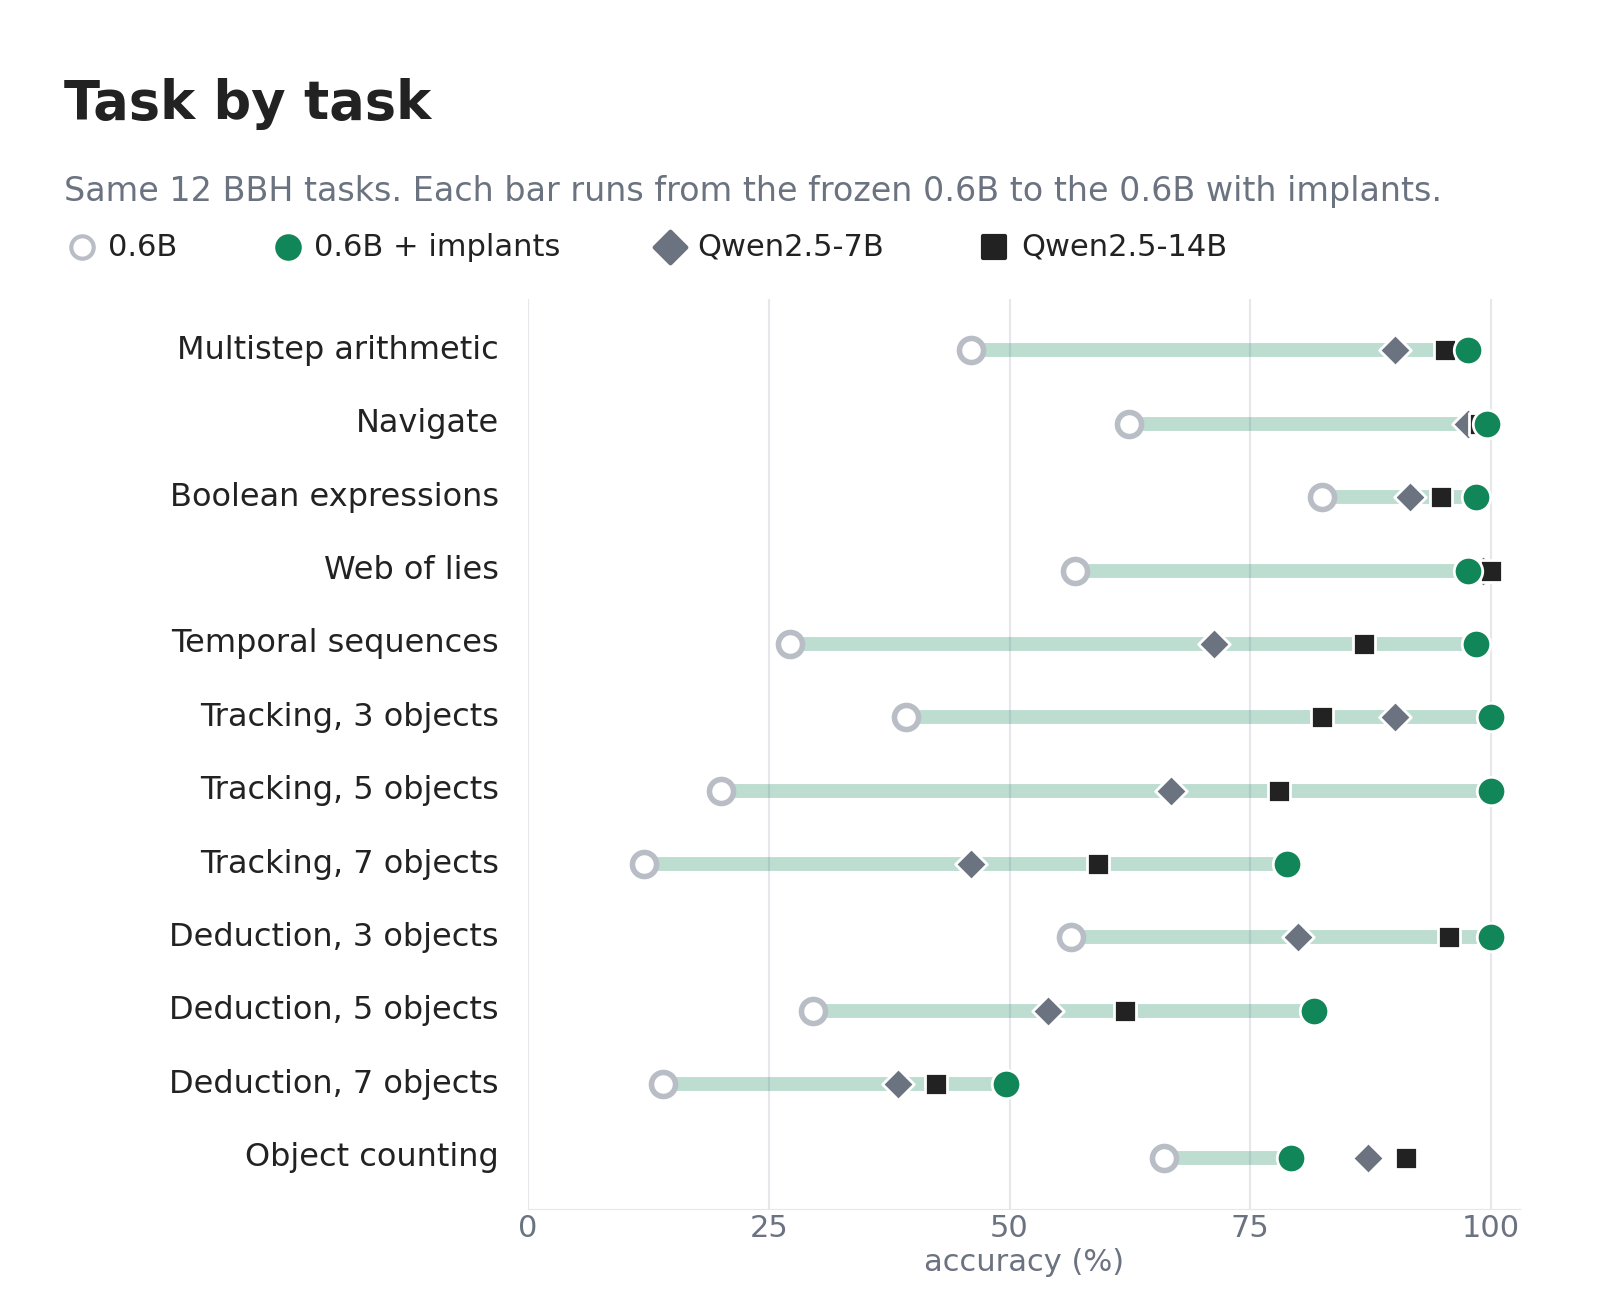 Task by task
Same 12 BBH tasks. Each bar runs from the frozen 0.6B to the 0.6B with implants.
0.6B 0.6B + implants Qwen2.5-7B Qwen2.5-14B
Multistep arithmetic
Navigate
Boolean expressions
Web of lies
Temporal sequences
Tracking, 3 objects
Tracking, 5 objects
Tracking, 7 objects
Deduction, 3 objects
Deduction, 5 objects
Deduction, 7 objects
Object counting
0 25 50 75 100
accuracy (%)